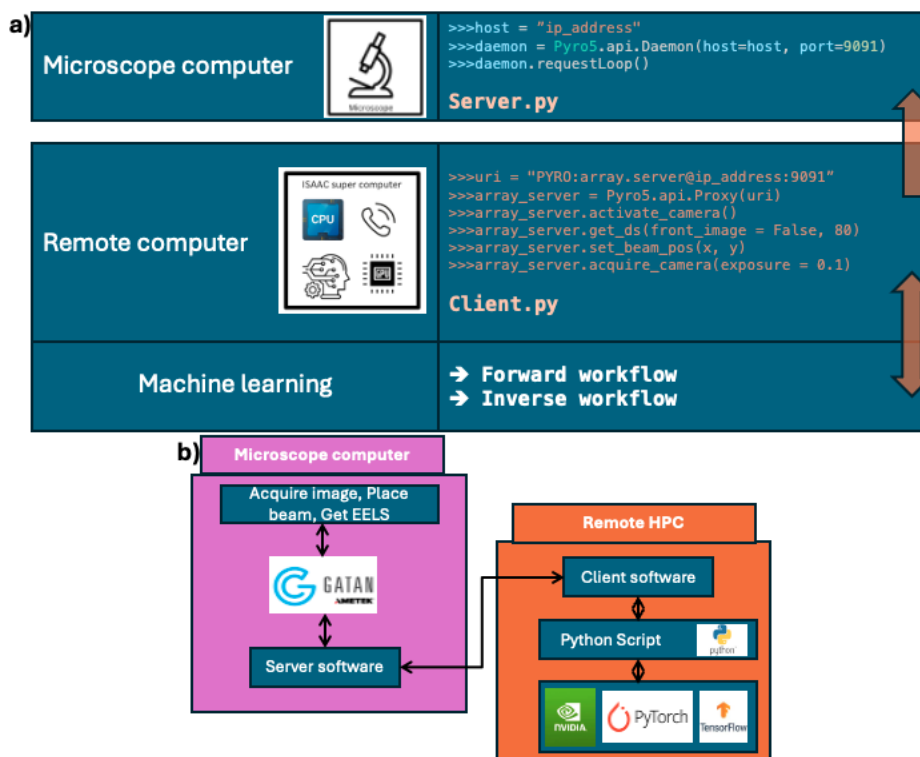 a)
Microscope computer
Microscope
>>>host = "ip_address"
>>>daemon = Pyro5.api.Daemon(host=host, port=9091)
>>>daemon.requestLoop()
Server.py
Remote computer
ISAAC super computer
CPU
GPU
>>>uri = "PYRO:array.server@ip_address:9091"
>>>array_server = Pyro5.api.Proxy(uri)
>>>array_server.activate_camera()
>>>array_server.get_ds(front_image = False, 80)
>>>array_server.set_beam_pos(x, y)
>>>array_server.acquire_camera(exposure = 0.1)
Client.py
Machine learning
➔ Forward workflow
➔ Inverse workflow
b)
Microscope computer
Acquire image, Place
beam, Get EELS
GATAN
AMETEK
Server software
Remote HPC
Client software
Python Script
python
NVIDIA
PyTorch
TensorFlow